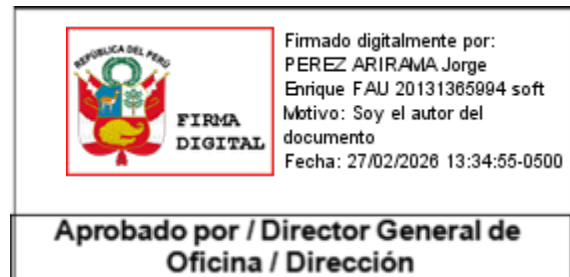 REPÚBLICA DEL PERÚ
FIRMA
DIGITAL
Firmado digitalmente por:
PEREZ ARIRAMA Jorge
Enrique FAU 20131365994 soft
Motivo: Soy el autor del
documento
Fecha: 27/02/2026 13:34:55-0500
Aprobado por / Director General de
Oficina / Dirección